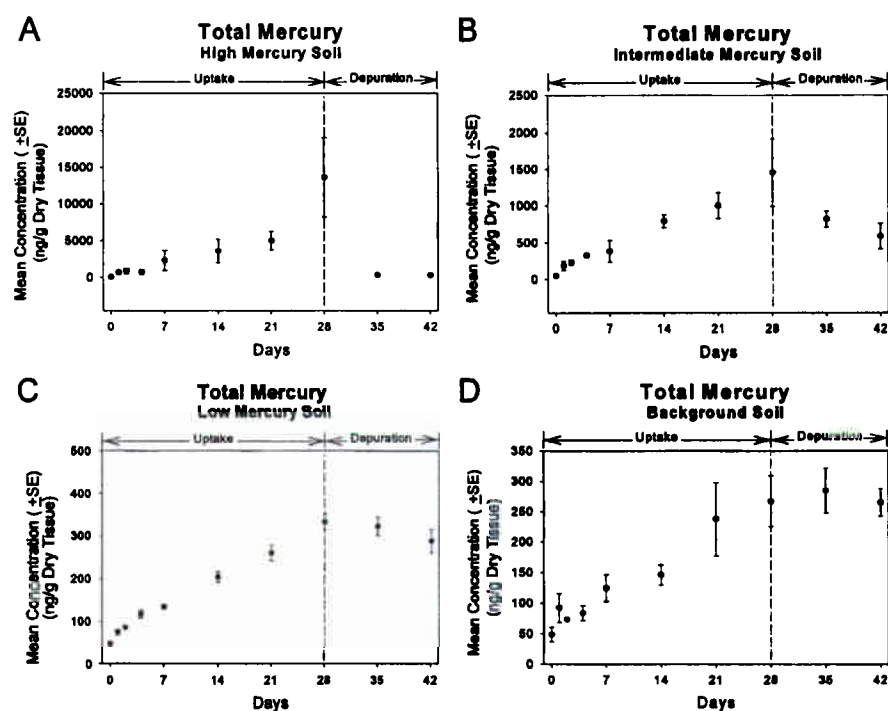 A
Total Mercury
High Mercury Soil
Uptake
Depuration
Mean Concentration (±SE)
(ng/g Dry Tissue)
25000
20000
15000
10000
5000
0
0 7 14 21 28 35 42
Days
B
Total Mercury
Intermediate Mercury Soil
Uptake
Depuration
Mean Concentration (±SE)
(ng/g Dry Tissue)
2500
2000
1500
1000
500
0
0 7 14 21 28 35 42
Days
C
Total Mercury
Low Mercury Soil
Uptake
Depuration
Mean Concentration (±SE)
(ng/g Dry Tissue)
500
400
300
200
100
0
0 7 14 21 28 35 42
Days
D
Total Mercury
Background Soil
Uptake
Depuration
Mean Concentration (±SE)
(ng/g Dry Tissue)
350
300
250
200
150
100
50
0
0 7 14 21 28 35 42
Days